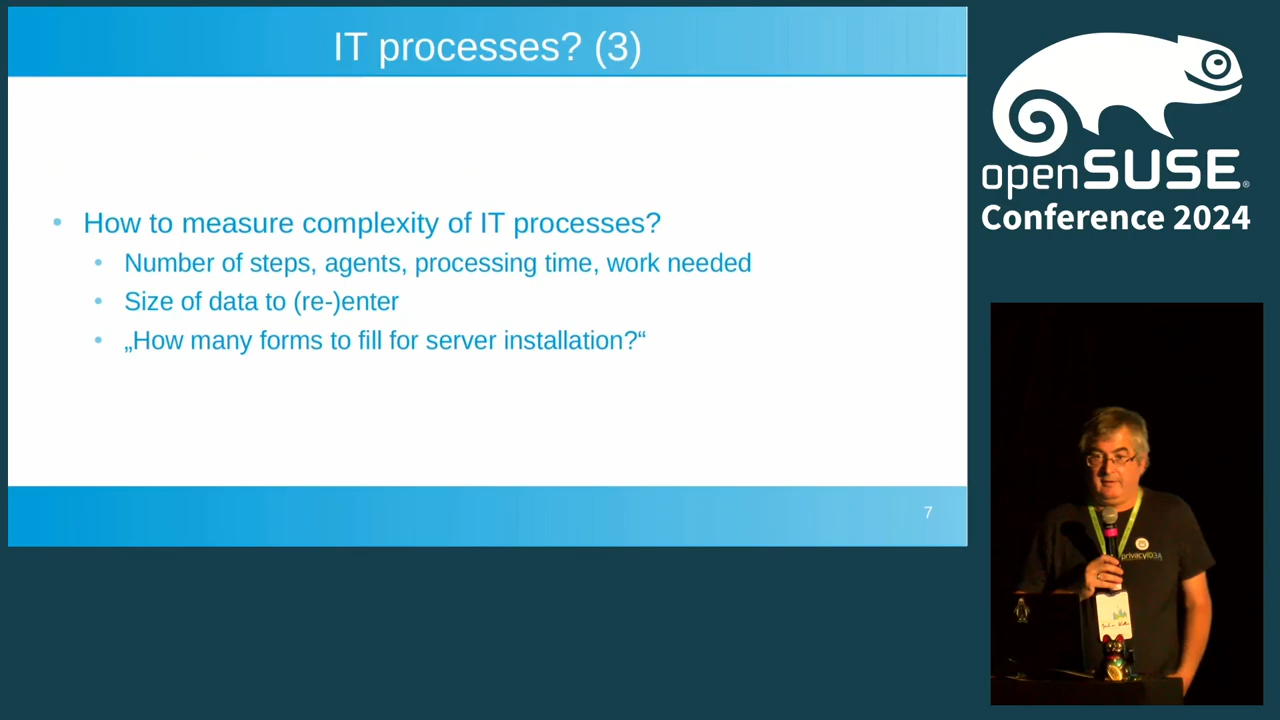 IT processes? (3)
How to measure complexity of IT processes?
Number of steps, agents, processing time, work needed
Size of data to (re-)enter
„How many forms to fill for server installation?“
7
openSUSE®
Conference 2024
privacyIDEA